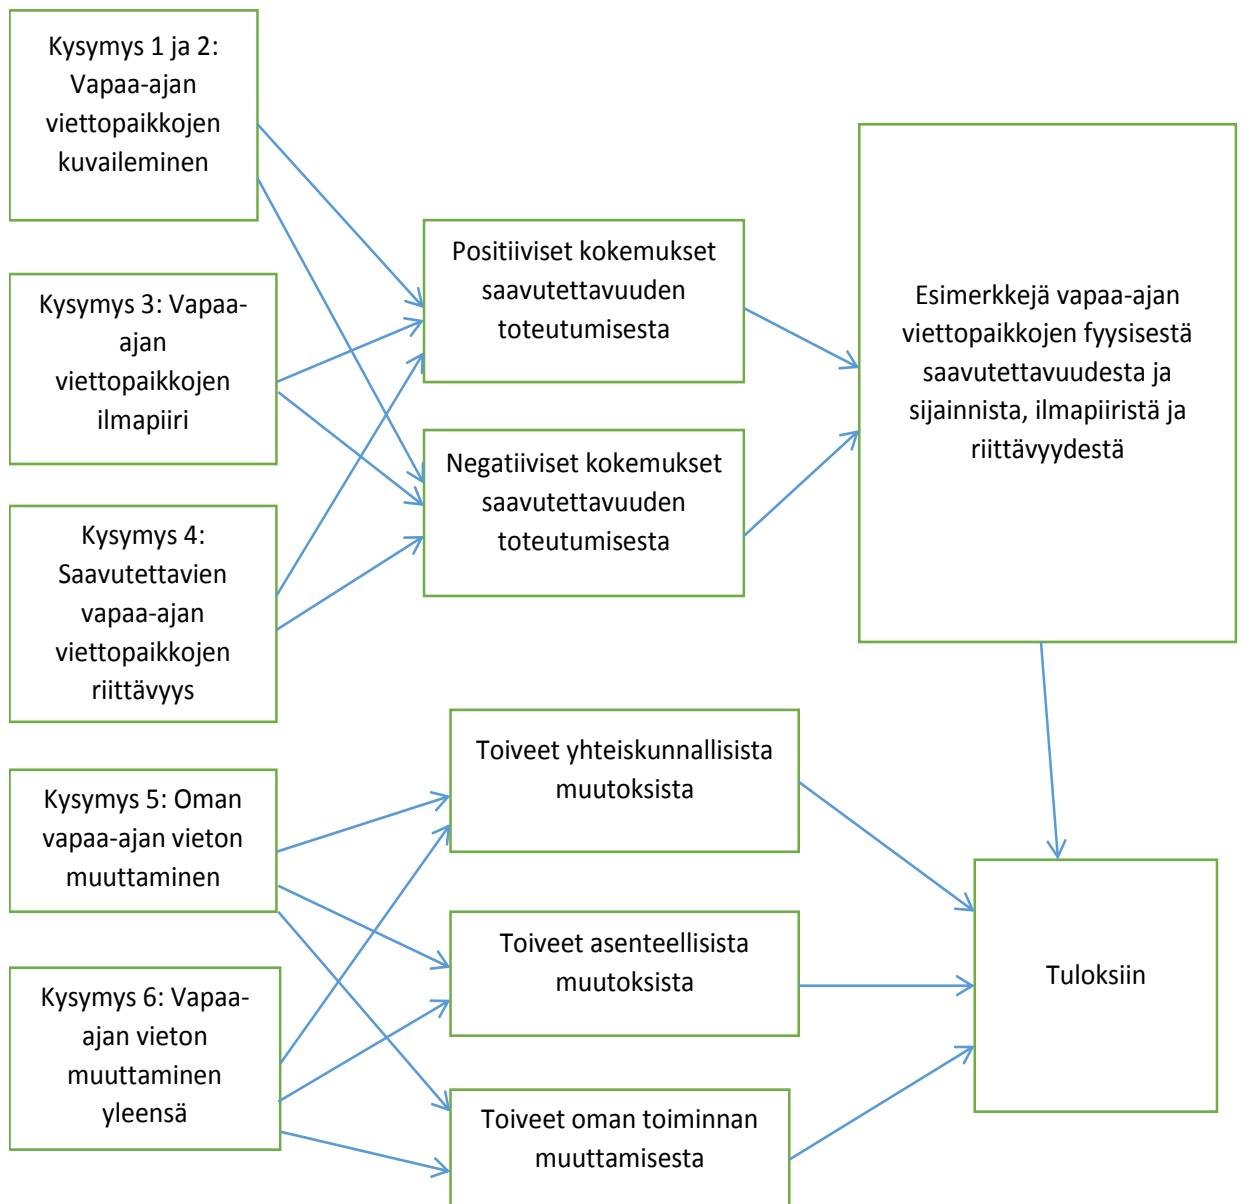 Kysymys 1 ja 2:
Vapaa-ajan
viettopaikkojen
kuvaileminen
Kysymys 3: Vapaa-
ajan
viettopaikkojen
ilmapiiri
Kysymys 4:
Saavutettavien
vapaa-ajan
viettopaikkojen
riittävyys
Kysymys 5: Oman
vapaa-ajan vieton
muuttaminen
Kysymys 6: Vapaa-
ajan vieton
muuttaminen
yleensä
Positiiviset kokemukset
saavutettavuuden
toteutumisesta
Negatiiviset kokemukset
saavutettavuuden
toteutumisesta
Toiveet yhteiskunnallisista
muutoksista
Toiveet asenteellisista
muutoksista
Toiveet oman toiminnan
muuttamisesta
Esimerkkejä vapaa-ajan
viettopaikkojen fyysisestä
saavutettavuudesta ja
sijainnista, ilmapiiristä ja
riittävyydestä
Tuloksiin